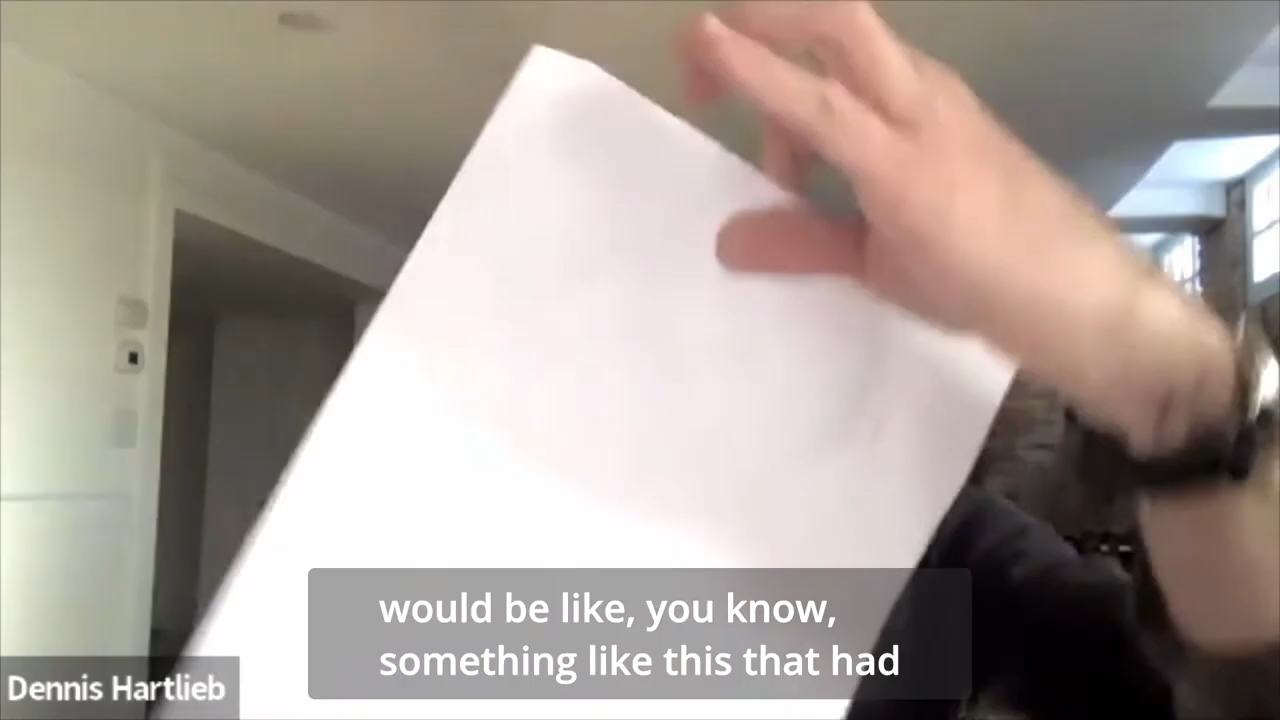 would be like, you know,
something like this that had
Dennis Hartlieb